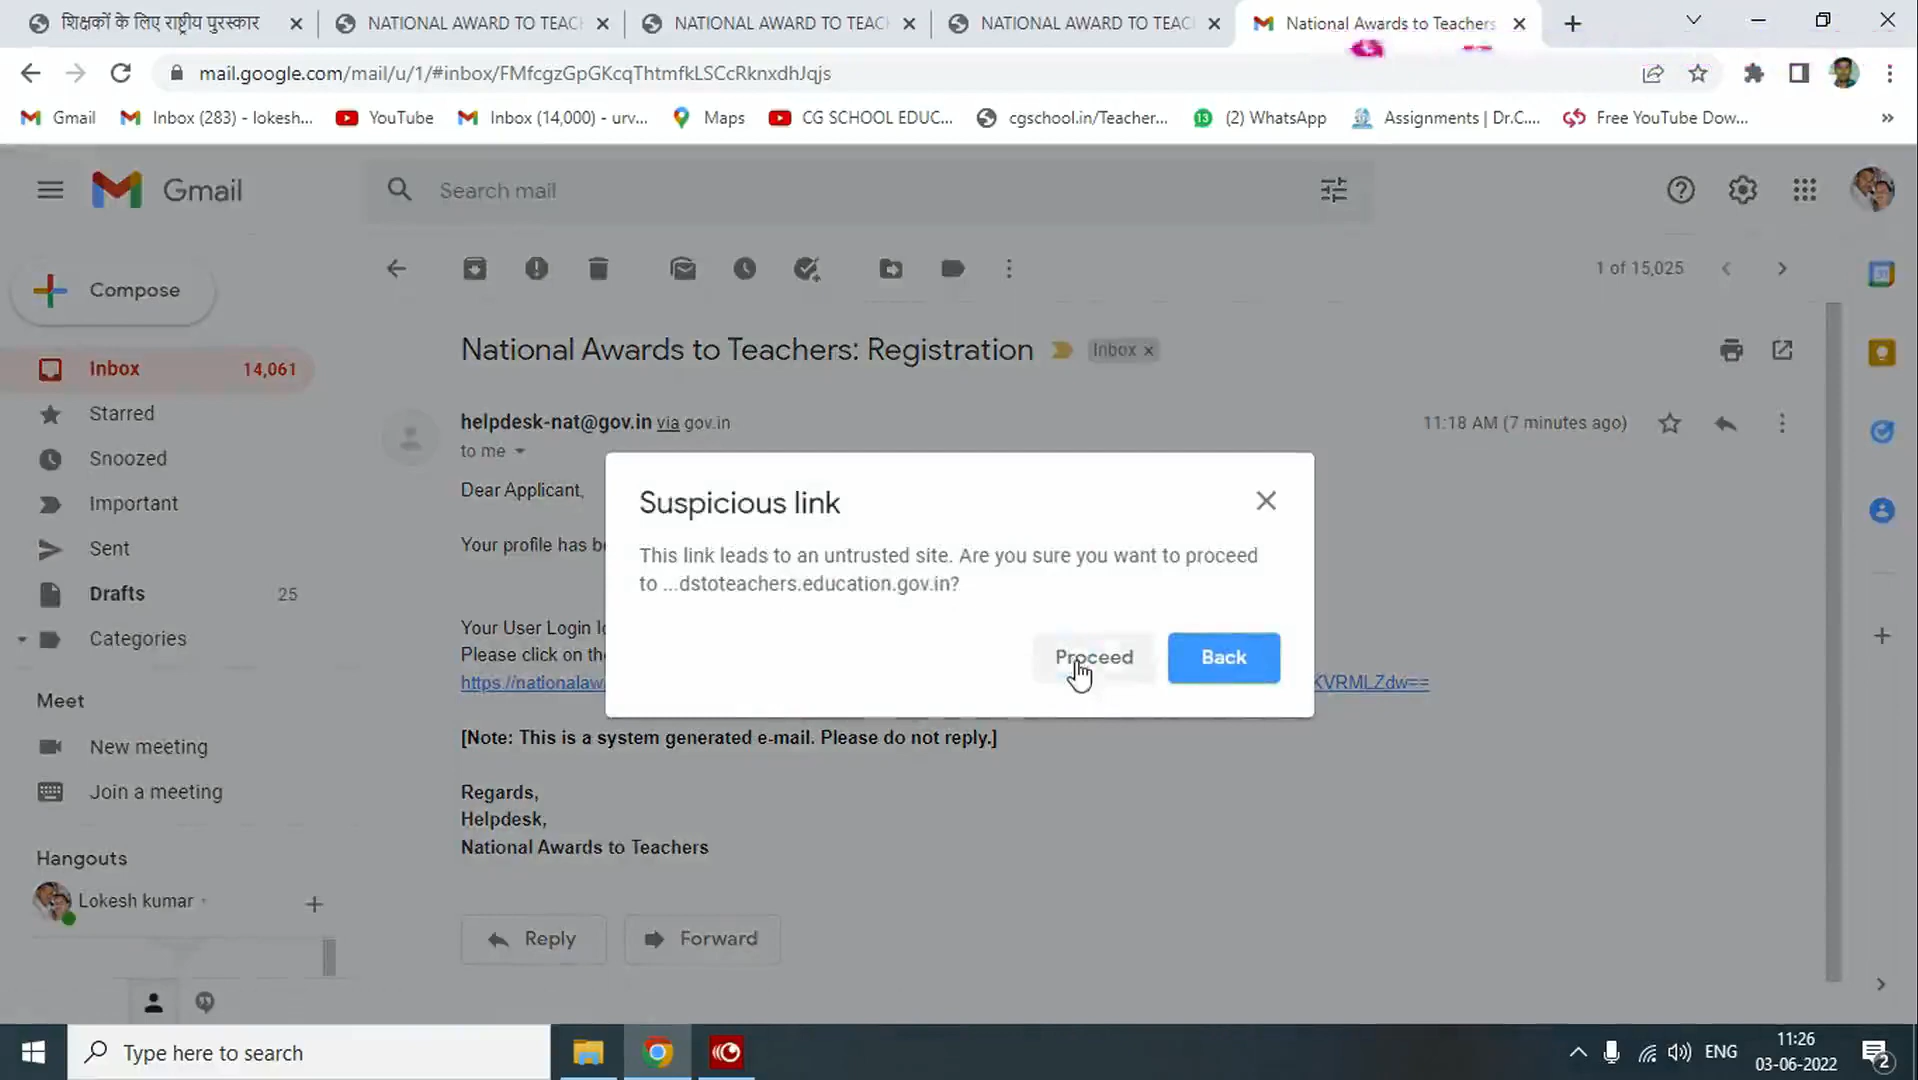 शिक्षकों के लिए राष्ट्रीय पुरस्कार
NATIONAL AWARD TO TEAC
NATIONAL AWARD TO TEAC
NATIONAL AWARD TO TEAC
National Awards to Teachers
mail.google.com/mail/u/1/#inbox/FMfcgzGpGKcqThtmfkLSCcRknxdhJqjs
Gmail
Inbox (283) - lokesh...
YouTube
Inbox (14,000) - urv...
Maps
CG SCHOOL EDUC...
cgschool.in/Teacher...
13
(2) WhatsApp
Assignments | Dr.C....
Free YouTube Dow...
»
Gmail
Search mail
Compose
1 of 15,025
31
National Awards to Teachers: Registration
Inbox ×
Inbox 14,061
Starred
Snoozed
Important
Sent
Drafts 25
Categories
helpdesk-nat@gov.in via gov.in
11:18 AM (7 minutes ago)
to me
Dear Applicant,
Your profile has be
Your User Login Id
Please click on the
https://nationalaw
KVRMLZdw==
Suspicious link
This link leads to an untrusted site. Are you sure you want to proceed
to ...dstoteachers.education.gov.in?
Proceed
Back
[Note: This is a system generated e-mail. Please do not reply.]
Regards,
Helpdesk,
National Awards to Teachers
Reply
Forward
Meet
New meeting
Join a meeting
Hangouts
Lokesh kumar
Type here to search
ENG
11:26
03-06-2022
2